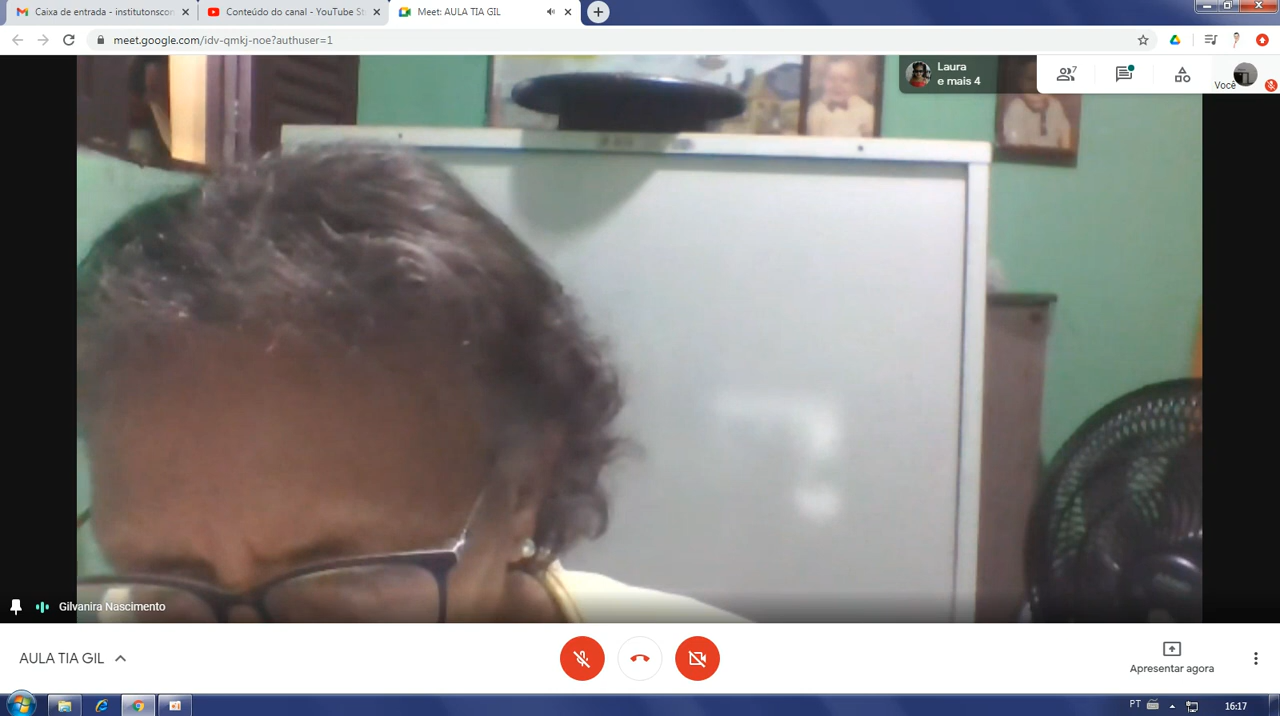 Caixa de entrada - institutonscon
Conteúdo do canal - YouTube St
Meet: AULA TIA GIL
meet.google.com/idv-qmkj-noe?authuser=1
Laura
e mais 4
7
Você
Gilvanira Nascimento
AULA TIA GIL
Apresentar agora
PT
16:17